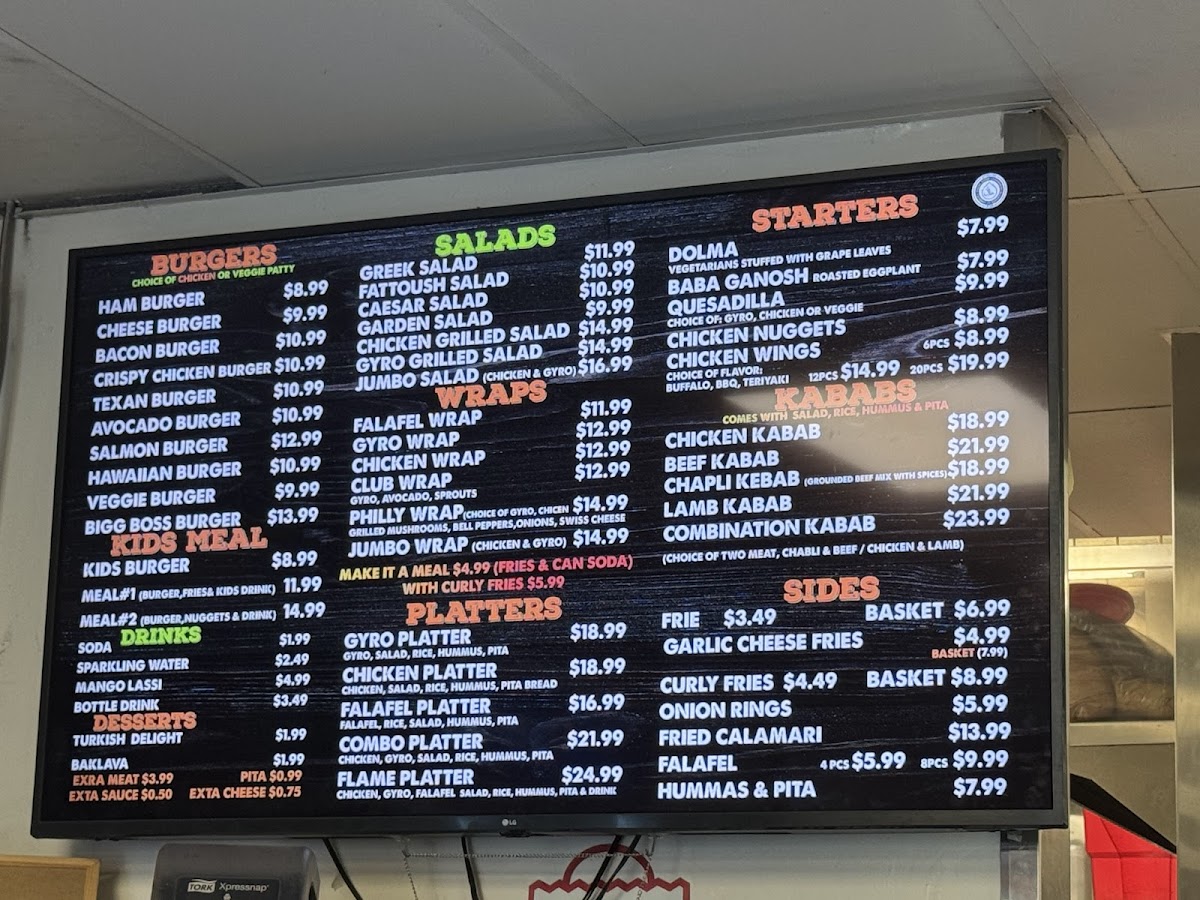 BURGERS
CHOICE OF CHICKEN OR VEGGIE PATTY
HAM BURGER $8.99
CHEESE BURGER $9.99
BACON BURGER $10.99
CRISPY CHICKEN BURGER $10.99
TEXAN BURGER $10.99
AVOCADO BURGER $10.99
SALMON BURGER $12.99
HAWAIIAN BURGER $10.99
VEGGIE BURGER $9.99
BIGG BOSS BURGER $13.99
KIDS MEAL
KIDS BURGER $8.99
MEAL#1 (BURGER,FRIES& KIDS DRINK) 11.99
MEAL#2 (BURGER,NUGGETS & DRINK) 14.99
DRINKS
SODA $1.99
SPARKLING WATER $2.49
MANGO LASSI $4.99
BOTTLE DRINK $3.49
DESSERTS
TURKISH DELIGHT $1.99
BAKLAVA $1.99
EXRA MEAT $3.99 PITA $0.99
EXTA SAUCE $0.50 EXTA CHEESE $0.75
SALADS
GREEK SALAD $11.99
FATTOUSH SALAD $10.99
CAESAR SALAD $10.99
GARDEN SALAD $9.99
CHICKEN GRILLED SALAD $14.99
GYRO GRILLED SALAD $14.99
JUMBO SALAD (CHICKEN & GYRO) $16.99
WRAPS
FALAFEL WRAP $11.99
GYRO WRAP $12.99
CHICKEN WRAP $12.99
CLUB WRAP $12.99
GYRO, AVOCADO, SPROUTS
PHILLY WRAP (CHOICE OF GYRO, CHICEN $14.99
GRILLED MUSHROOMS, BELL PEPPERS,ONIONS, SWISS CHEESE
JUMBO WRAP (CHICKEN & GYRO) $14.99
MAKE IT A MEAL $4.99 (FRIES & CAN SODA)
WITH CURLY FRIES $5.99
PLATTERS
GYRO PLATTER $18.99
GYRO, SALAD, RICE, HUMMUS, PITA
CHICKEN PLATTER $18.99
CHICKEN, SALAD, RICE, HUMMUS, PITA BREAD
FALAFEL PLATTER $16.99
FALAFEL, RICE, SALAD, HUMMUS, PITA
COMBO PLATTER $21.99
CHICKEN, GYRO, SALAD, RICE, HUMMUS, PITA
FLAME PLATTER $24.99
CHICKEN, GYRO, FALAFEL SALAD, RICE, HUMMUS, PITA & DRINK
STARTERS
DOLMA $7.99
VEGETARIANS STUFFED WITH GRAPE LEAVES
BABA GANOSH ROASTED EGGPLANT $7.99
QUESADILLA $9.99
CHOICE OF: GYRO, CHICKEN OR VEGGIE
CHICKEN NUGGETS $8.99
CHICKEN WINGS 6PCS $8.99
CHOICE OF FLAVOR:
BUFFALO, BBQ, TERIYAKI 12PCS $14.99 20PCS $19.99
KABABS
COMES WITH SALAD, RICE, HUMMUS & PITA
CHICKEN KABAB $18.99
BEEF KABAB $21.99
CHAPLI KEBAB (GROUNDED BEEF MIX WITH SPICES) $18.99
LAMB KABAB $21.99
COMBINATION KABAB $23.99
(CHOICE OF TWO MEAT, CHABLI & BEEF / CHICKEN & LAMB)
SIDES
FRIE $3.49 BASKET $6.99
GARLIC CHEESE FRIES $4.99
BASKET (7.99)
CURLY FRIES $4.49 BASKET $8.99
ONION RINGS $5.99
FRIED CALAMARI $13.99
FALAFEL 4 PCS $5.99 8PCS $9.99
HUMMAS & PITA $7.99
LG
TORK Xpressnap